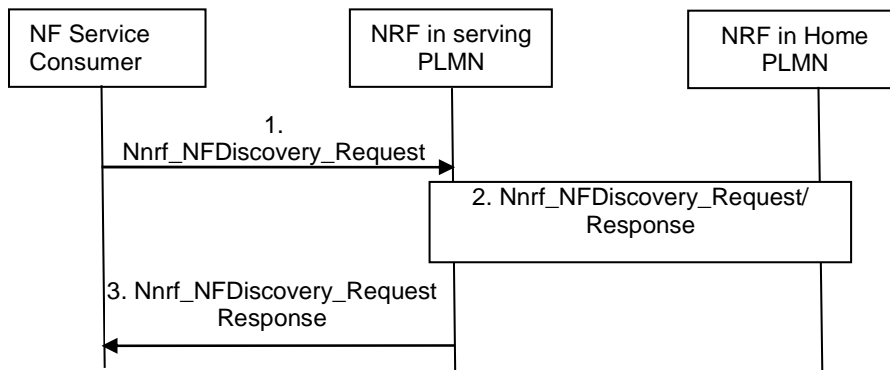 NF Service
Consumer
NRF in serving
PLMN
NRF in Home
PLMN
1.
Nnrf_NFDiscovery_Request
2. Nnrf_NFDiscovery_Request/
Response
3. Nnrf_NFDiscovery_Request
Response